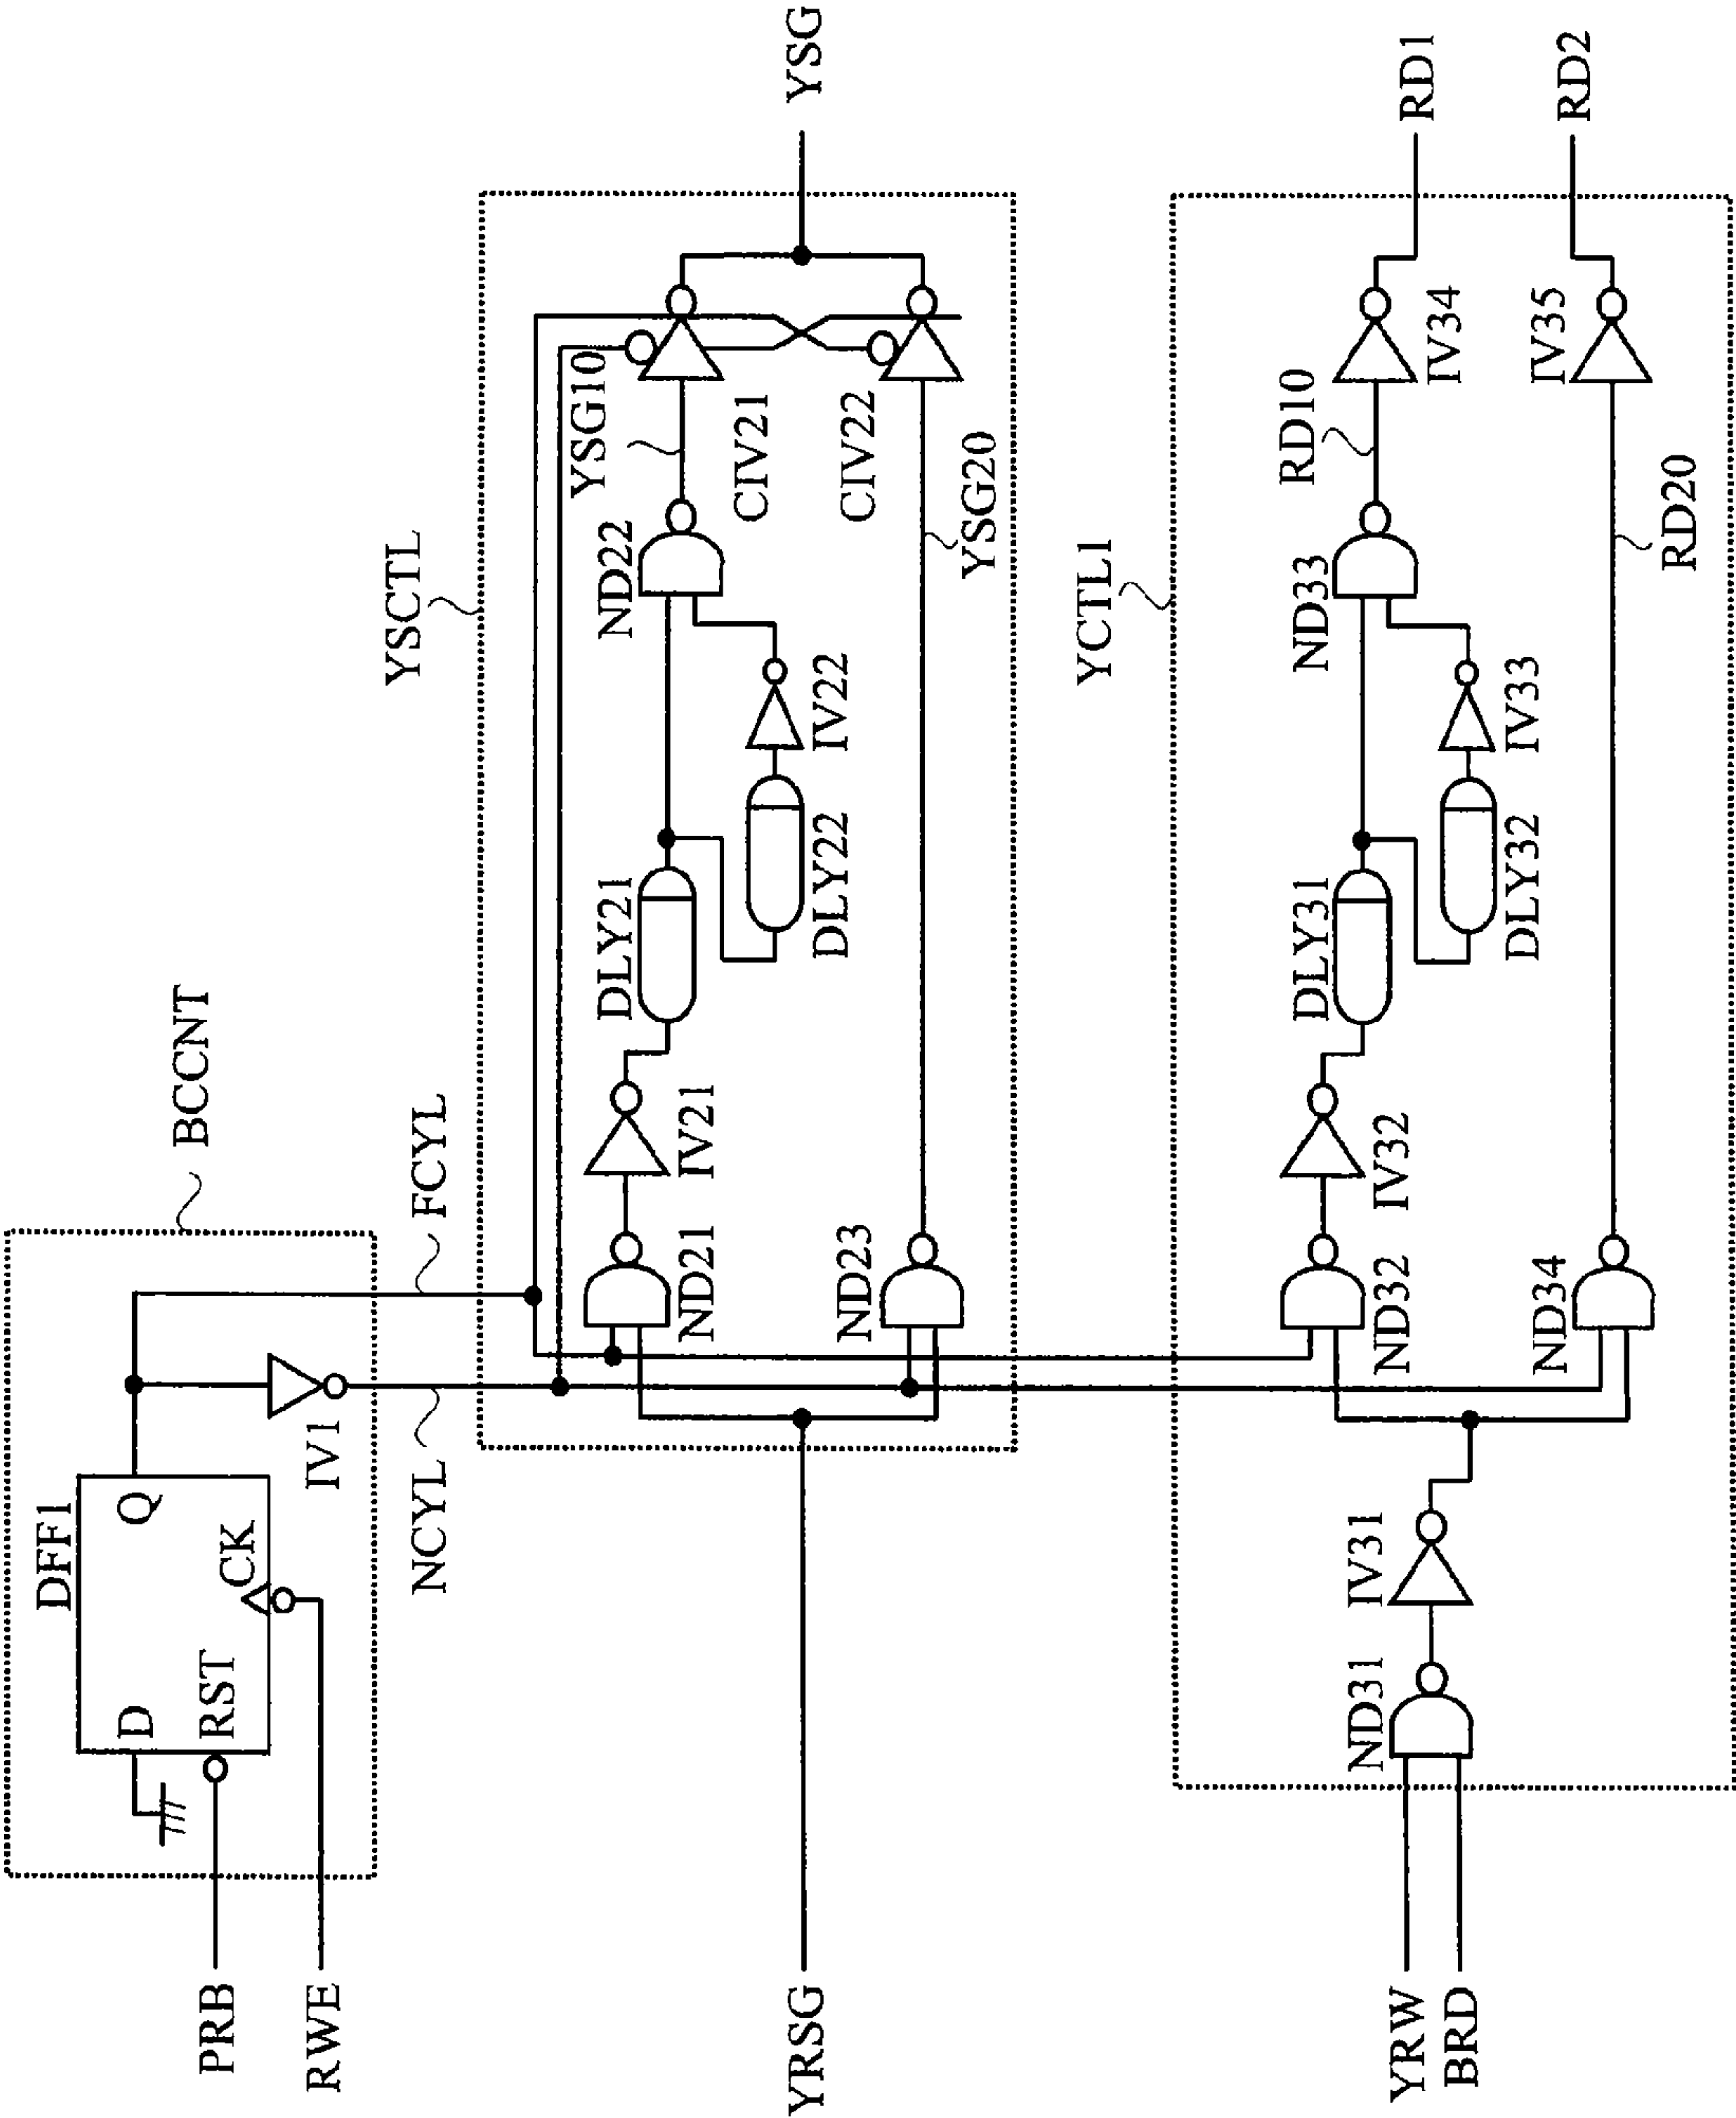 BCCNT
DFF1
D
Q
RST
CK
IV1
PRB
RWE
FCYL
NCYL
YSCTL
YRSG
ND21
IV21
DLY21
DLY22
IV22
ND22
YSG10
CIV21
CIV22
YSG20
ND23
YSG
YCTL1
YRW
BRD
ND31
IV31
ND32
IV32
DLY31
DLY32
IV33
ND33
RD10
IV34
RD1
ND34
RD20
IV35
RD2